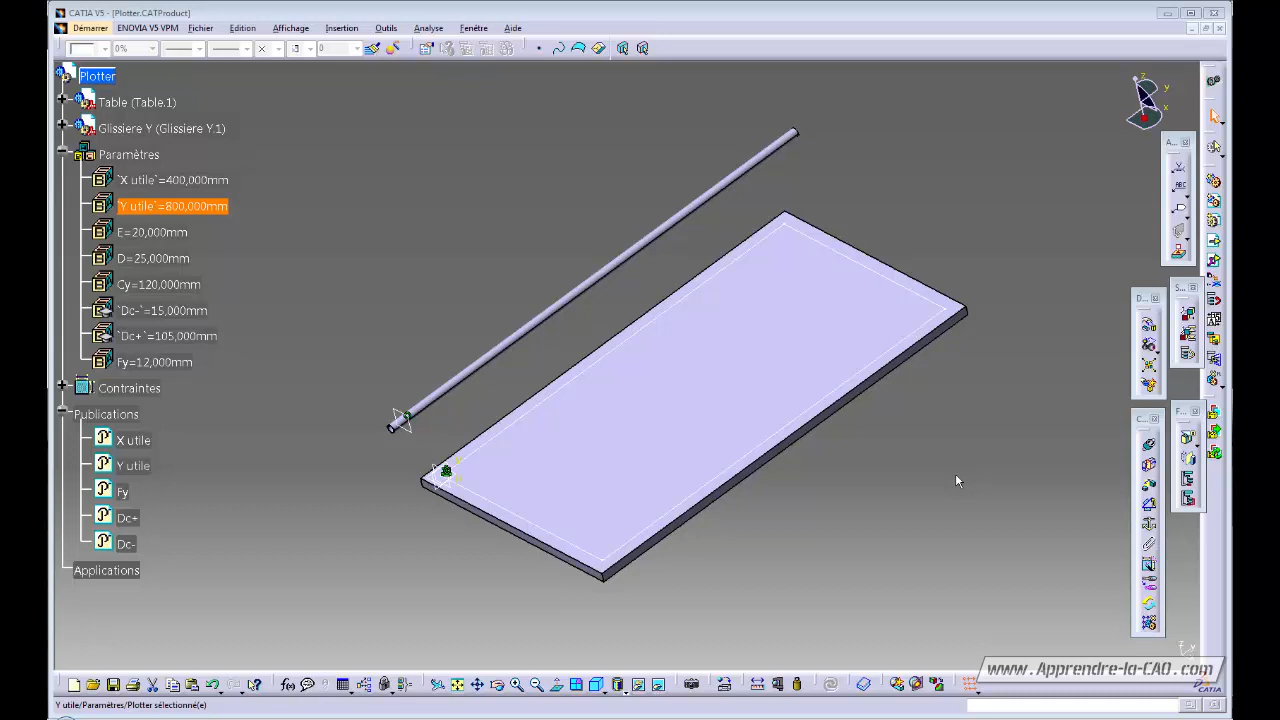 CATIA V5 - [Plotter.CATProduct]
Démarrer ENOVIA V5 VPM Fichier Edition Affichage Insertion Outils Analyse Fenêtre Aide
0% 0
Plotter
Table (Table.1)
Glissiere Y (Glissiere Y.1)
Paramètres
`X utile`=400,000mm
`Y utile`=800,000mm
E=20,000mm
D=25,000mm
Cy=120,000mm
`Dc-`=15,000mm
`Dc+`=105,000mm
Fy=12,000mm
Contraintes
Publications
X utile
Y utile
Fy
Dc+
Dc-
Applications
z
y
x
A...
S...
D...
C...
F...
www.Apprendre-la-CAO.com
CATIA
Y utile/Paramètres/Plotter sélectionné(e)